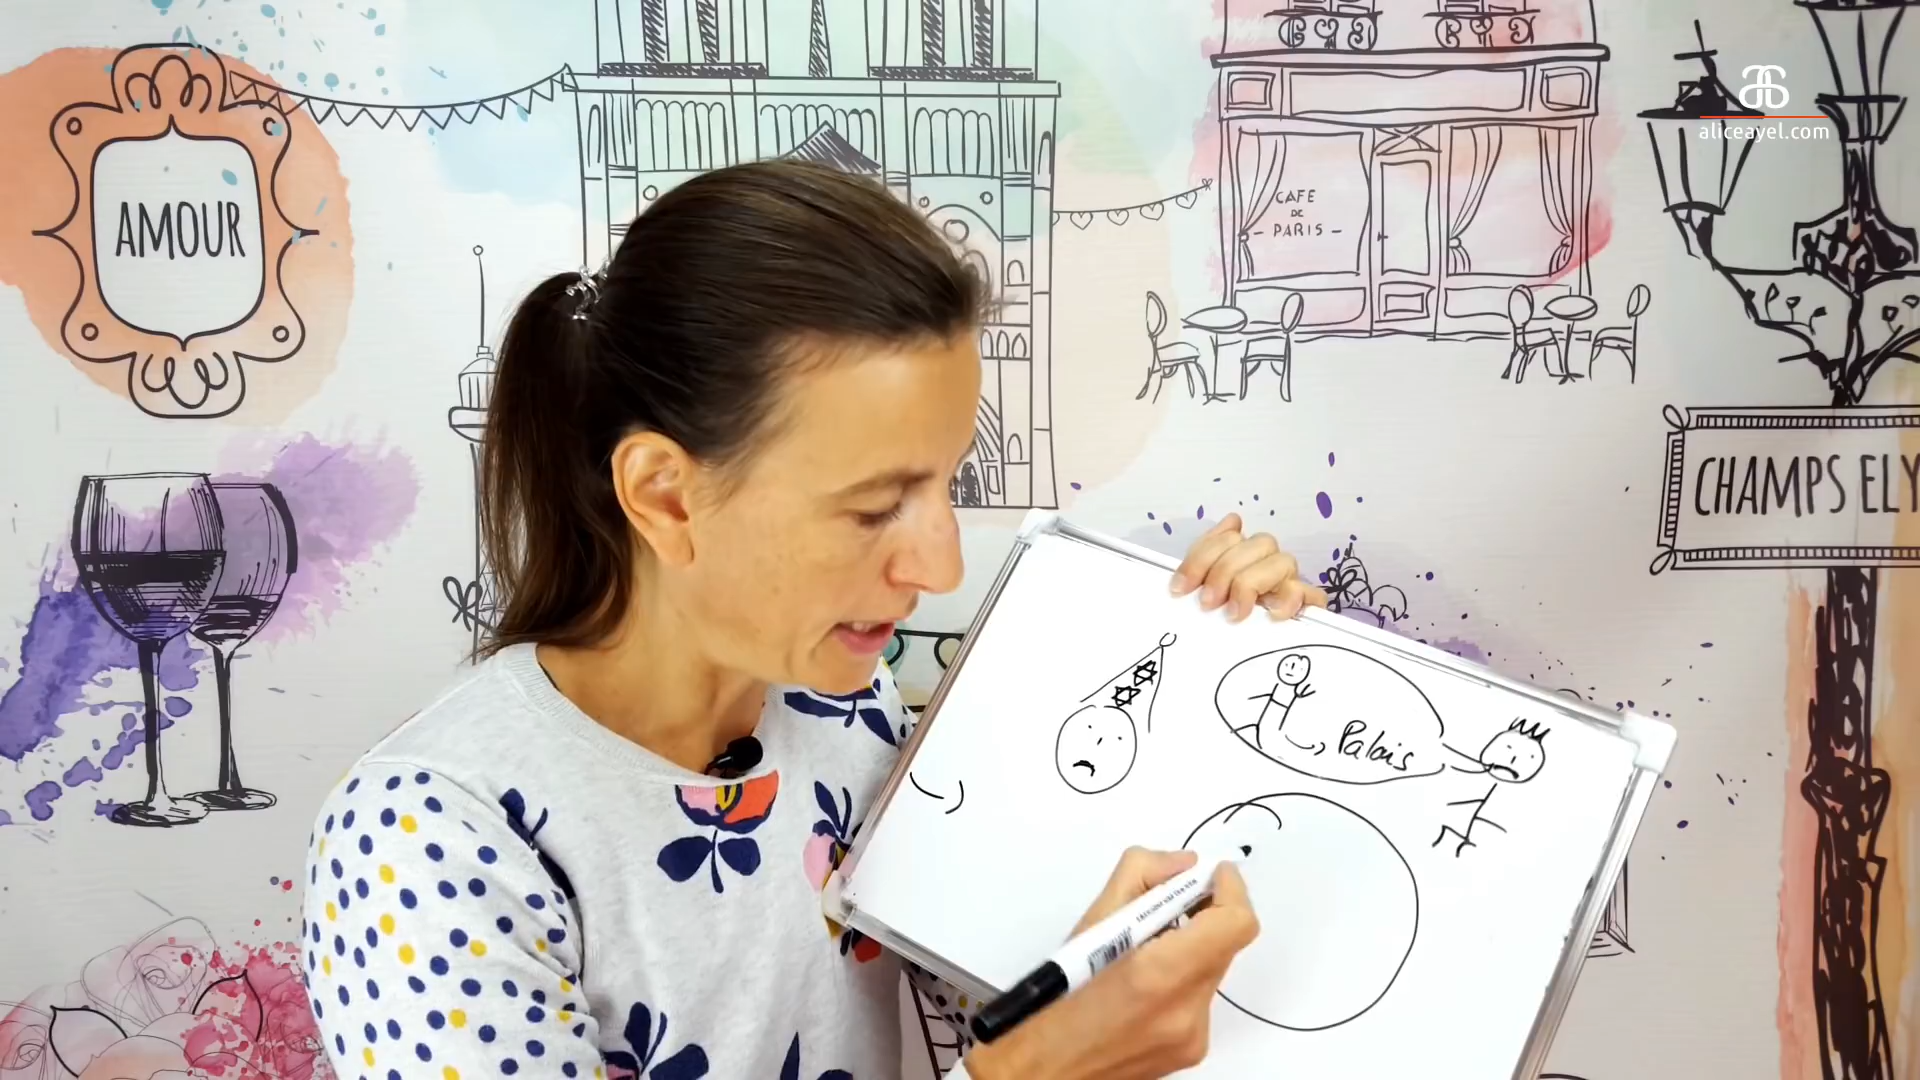 AMOUR
CAFE
DE
- PARIS -
aliceayel.com
CHAMPS ELY
Palais